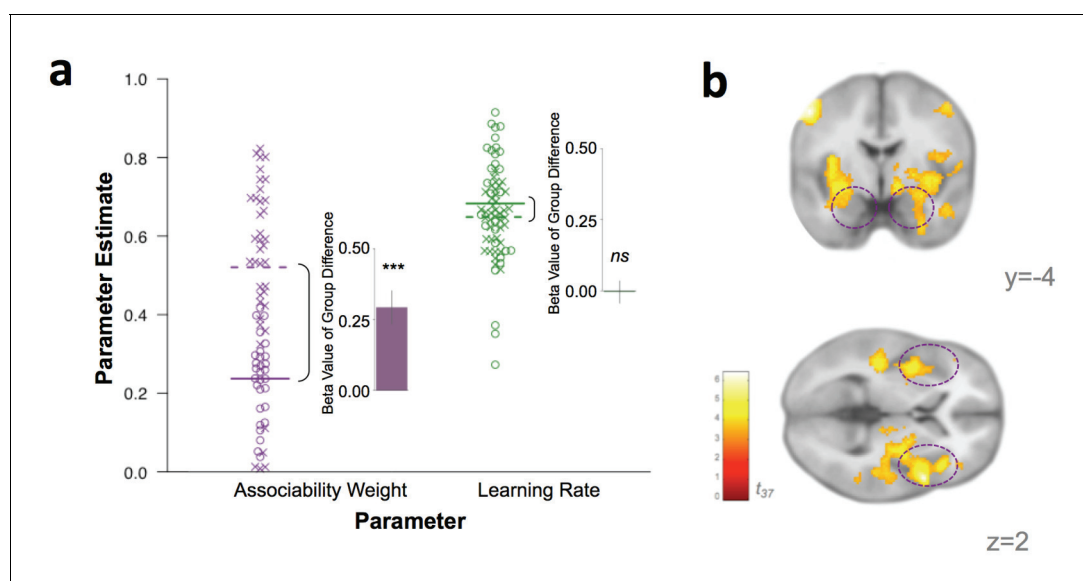 a
b
1.0
0.8
0.6
0.4
0.2
0.0
Parameter Estimate
Beta Value of Group Difference
0.50
0.25
0.00
***
Beta Value of Group Difference
0.50
0.25
0.00
ns
Associability Weight
Learning Rate
Parameter
y=-4
6
5
4
3
2
1
0
t37
z=2